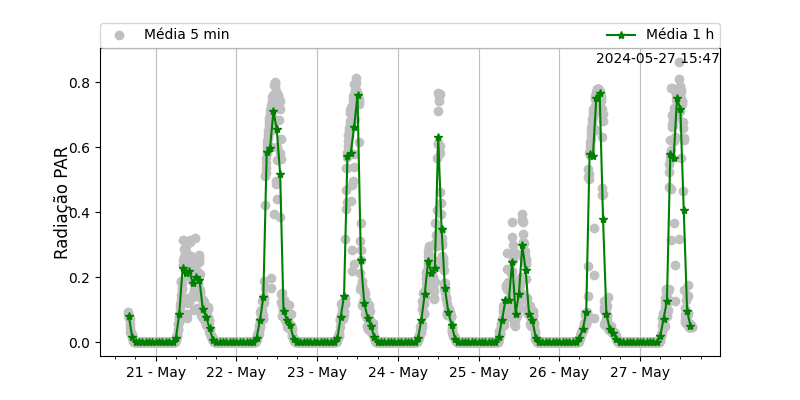 Média 5 min
Média 1 h
2024-05-27 15:47
Radiação PAR
0.8
0.6
0.4
0.2
0.0
21 - May
22 - May
23 - May
24 - May
25 - May
26 - May
27 - May